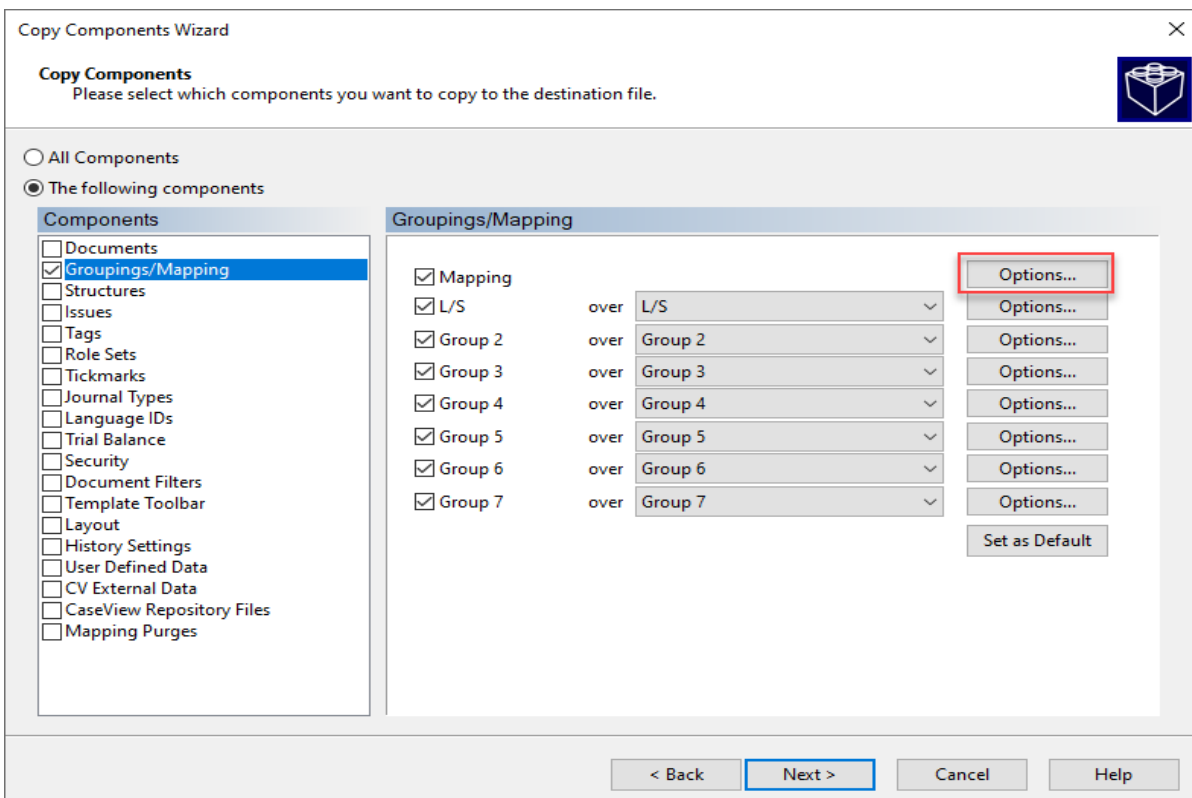 Copy Components Wizard
Copy Components
Please select which components you want to copy to the destination file.
All Components
The following components
Components
Documents
Groupings/Mapping
Structures
Issues
Tags
Role Sets
Tickmarks
Journal Types
Language IDs
Trial Balance
Security
Document Filters
Template Toolbar
Layout
History Settings
User Defined Data
CV External Data
CaseView Repository Files
Mapping Purges
Groupings/Mapping
Mapping Options...
L/S over L/S Options...
Group 2 over Group 2 Options...
Group 3 over Group 3 Options...
Group 4 over Group 4 Options...
Group 5 over Group 5 Options...
Group 6 over Group 6 Options...
Group 7 over Group 7 Options...
Set as Default
< Back Next > Cancel Help